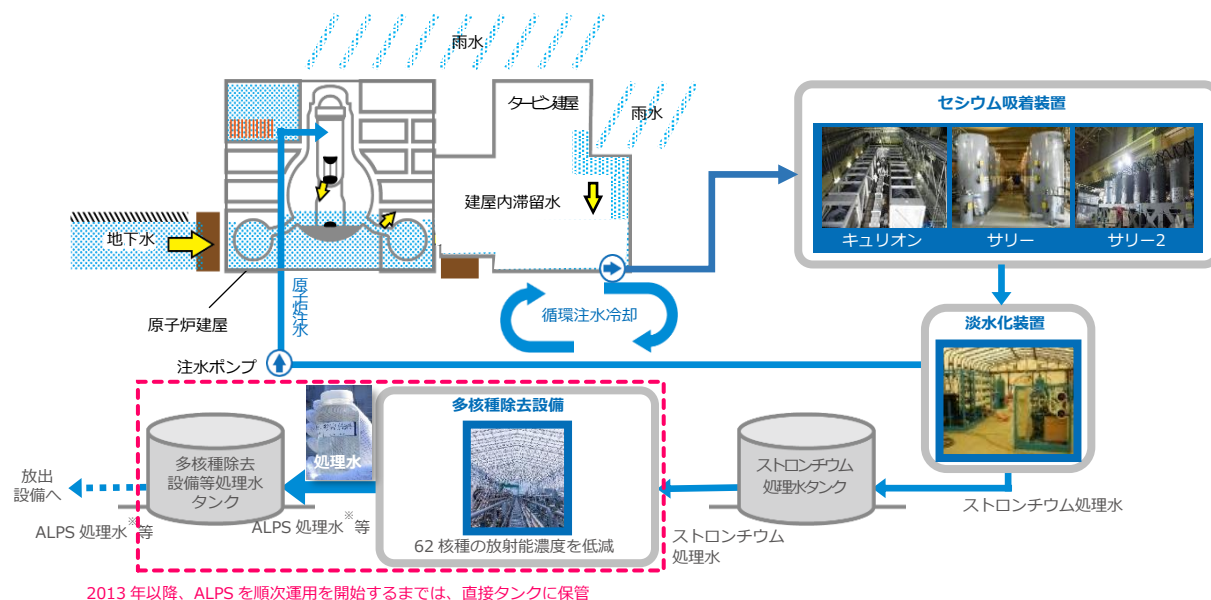 雨水
タービン建屋
雨水
セシウム吸着装置
建屋内滞留水
キュリオン
サリー
サリー2
地下水
原子炉注水
循環注水冷却
原子炉建屋
淡水化装置
注水ポンプ
多核種除去設備
処理水
多核種除去
設備等処理水
タンク
ストロンチウム
処理水タンク
放出
設備へ
ストロンチウム処理水
ALPS 処理水※等
ALPS 処理水※等
62 核種の放射能濃度を低減
ストロンチウム
処理水
2013 年以降、ALPS を順次運用を開始するまでは、直接タンクに保管